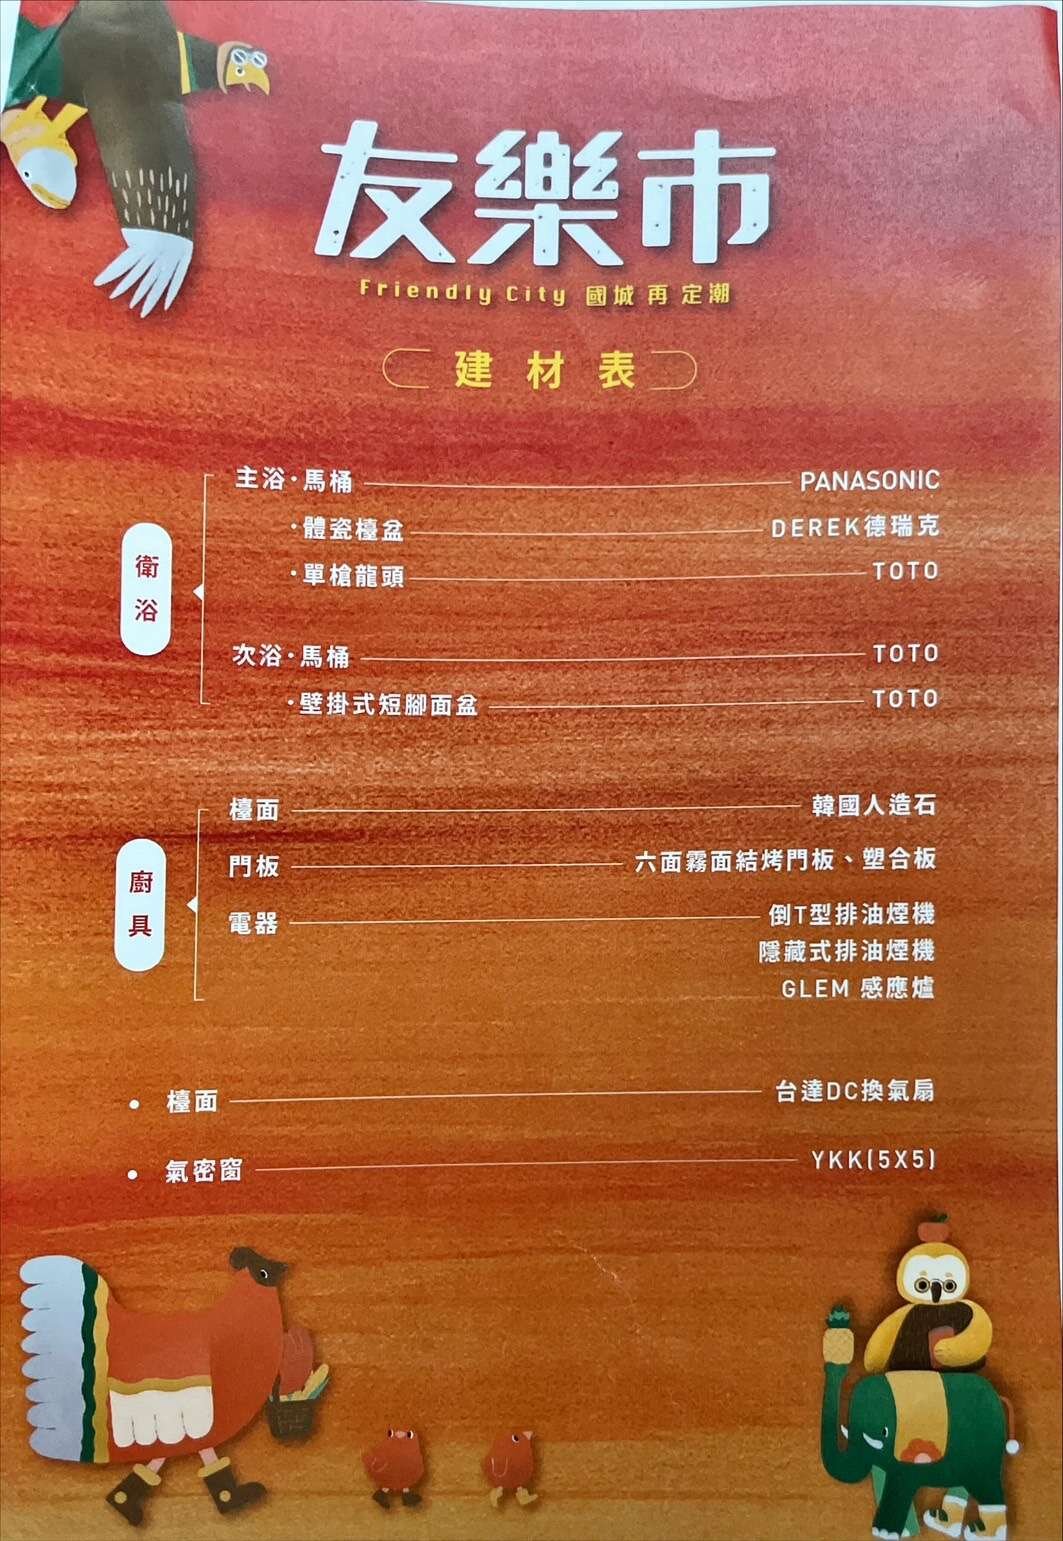 友樂市
Friendly City 國城再定潮
建材表
衛浴
主浴・馬桶 PANASONIC
・體瓷檯盆 DEREK德瑞克
・單槍龍頭 TOTO
次浴・馬桶 TOTO
・壁掛式短腳面盆 TOTO
廚具
檯面 韓國人造石
門板 六面霧面結烤門板、塑合板
電器 倒T型排油煙機
隱藏式排油煙機
GLEM 感應爐
• 檯面 台達DC換氣扇
• 氣密窗 YKK(5X5)